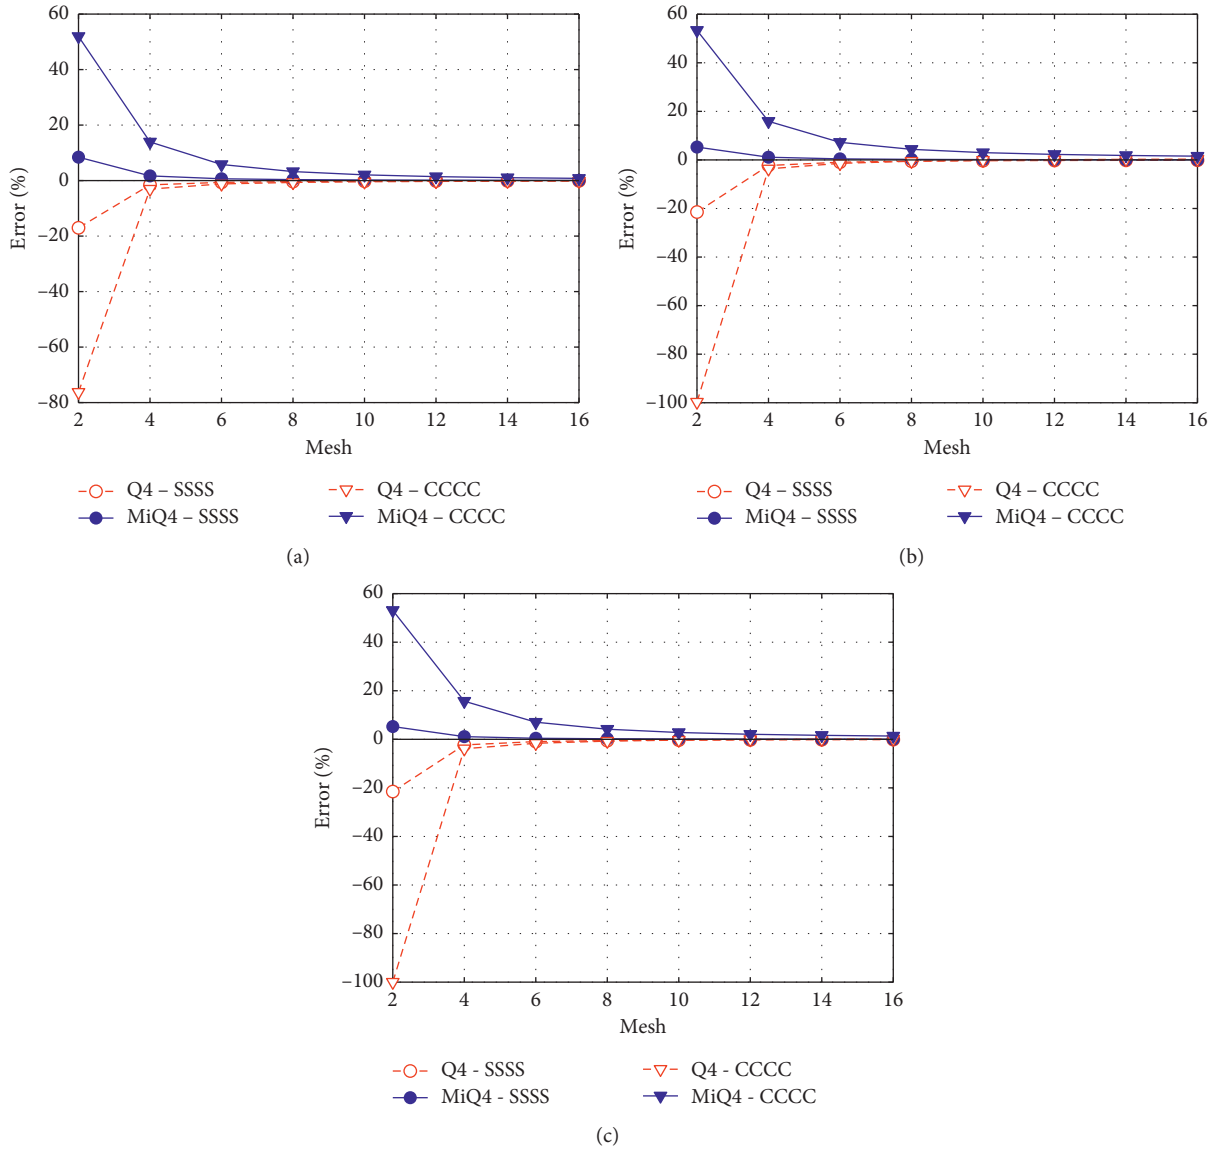 60
40
20
0
–20
–40
–60
–80
Error (%)
2 4 6 8 10 12 14 16
Mesh
Q4 – SSSS
MiQ4 – SSSS
Q4 – CCCC
MiQ4 – CCCC
(a)
60
40
20
0
–20
–40
–60
–80
–100
Error (%)
2 4 6 8 10 12 14 16
Mesh
Q4 – SSSS
MiQ4 – SSSS
Q4 – CCCC
MiQ4 – CCCC
(b)
60
40
20
0
–20
–40
–60
–80
–100
Error (%)
2 4 6 8 10 12 14 16
Mesh
Q4 - SSSS
MiQ4 - SSSS
Q4 - CCCC
MiQ4 - CCCC
(c)